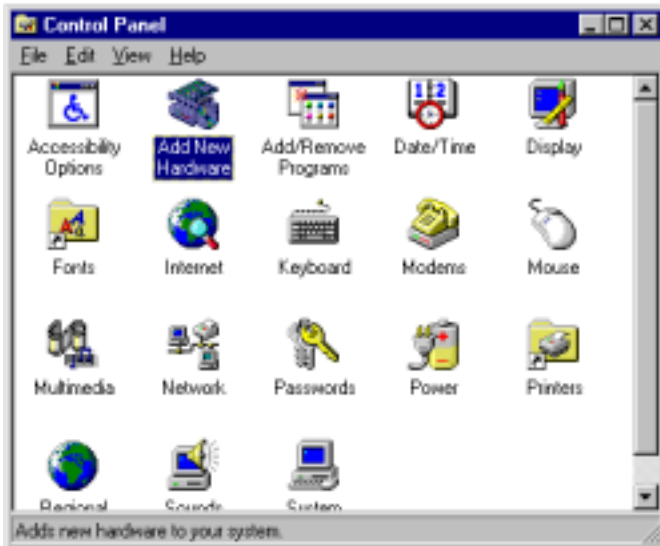 Control Panel
File Edit View Help
Accessibility Options
Add New Hardware
Add/Remove Programs
Date/Time
Display
Fonts
Internet
Keyboard
Modems
Mouse
Multimedia
Network
Passwords
Power
Printers
Regional
Sounds
System
Adds new hardware to your system.